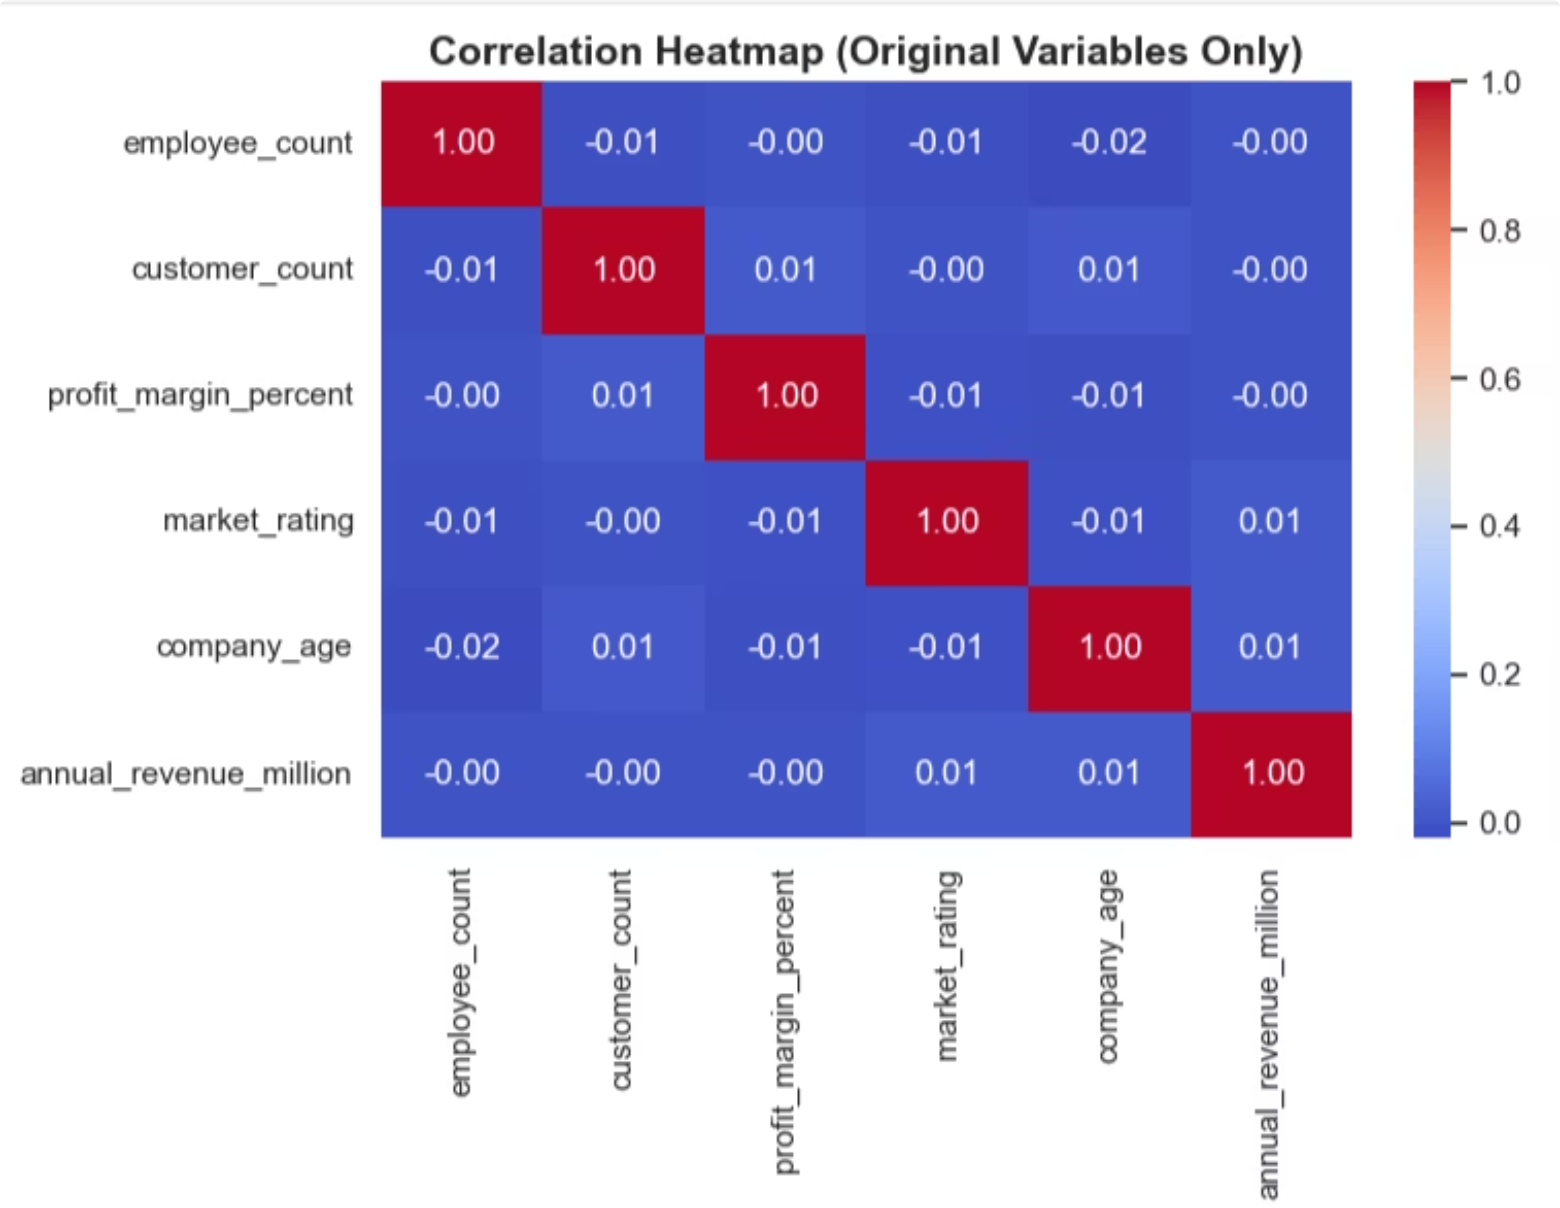 Correlation Heatmap (Original Variables Only)
employee_count 1.00 -0.01 -0.00 -0.01 -0.02 -0.00
customer_count -0.01 1.00 0.01 -0.00 0.01 -0.00
profit_margin_percent -0.00 0.01 1.00 -0.01 -0.01 -0.00
market_rating -0.01 -0.00 -0.01 1.00 -0.01 0.01
company_age -0.02 0.01 -0.01 -0.01 1.00 0.01
annual_revenue_million -0.00 -0.00 -0.00 0.01 0.01 1.00
employee_count
customer_count
profit_margin_percent
market_rating
company_age
annual_revenue_million
1.0
0.8
0.6
0.4
0.2
0.0